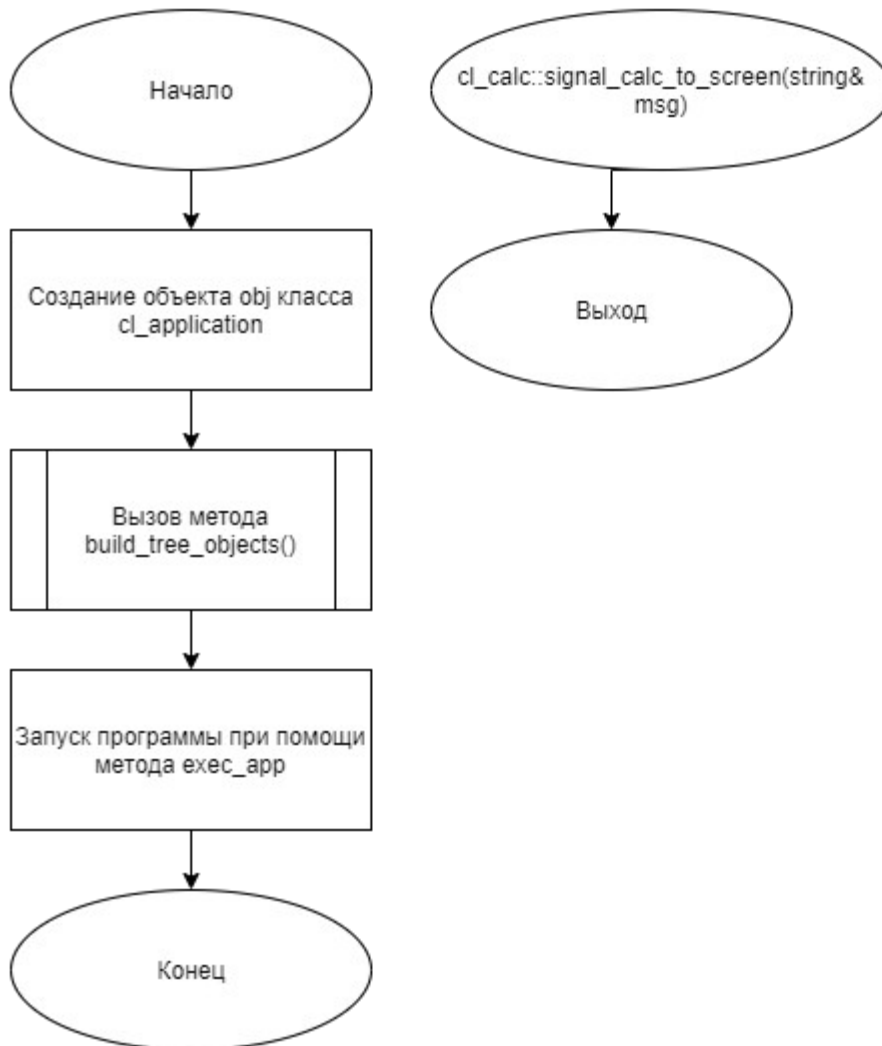 Начало
Создание объекта obj класса
cl_application
Вызов метода
build_tree_objects()
Запуск программы при помощи
метода exec_app
Конец
cl_calc::signal_calc_to_screen(string&
msg)
Выход